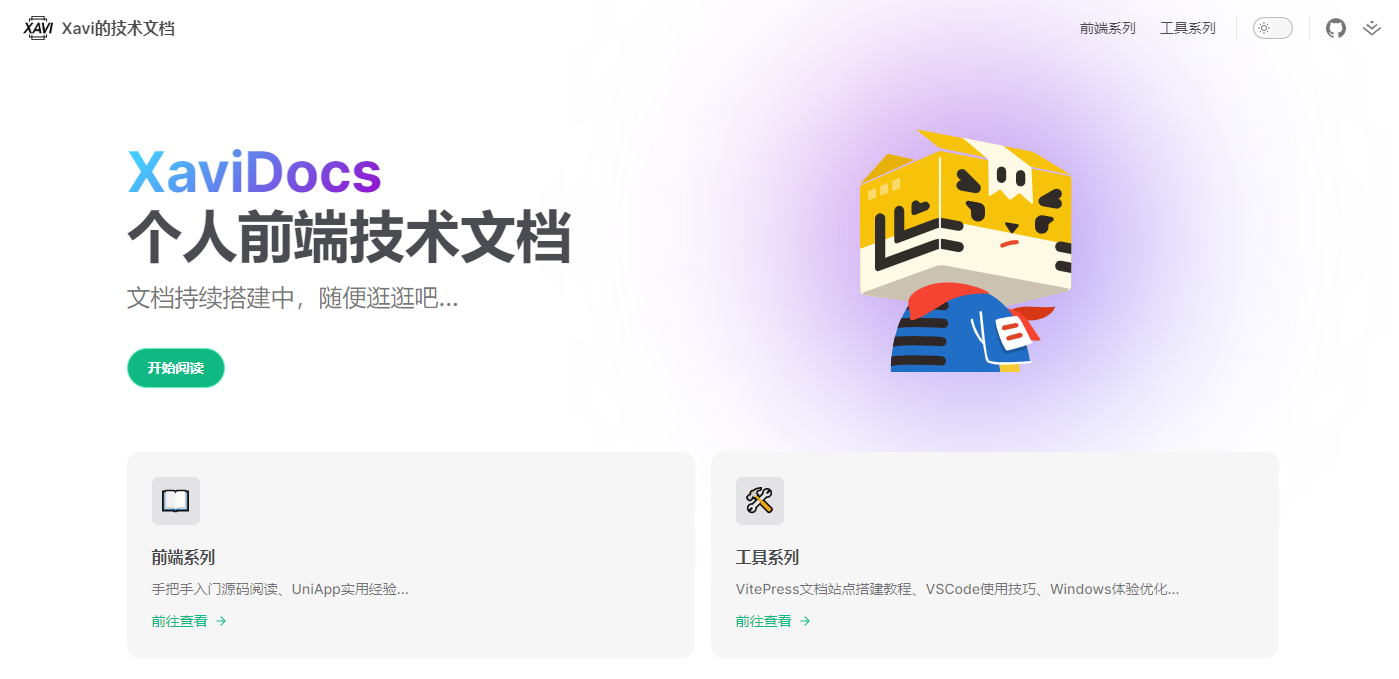 XAVI Xavi的技术文档
前端系列 工具系列
XaviDocs
个人前端技术文档
文档持续搭建中，随便逛逛吧...
开始阅读
前端系列
手把手入门源码阅读、UniApp实用经验...
前往查看 →
工具系列
VitePress文档站点搭建教程、VSCode使用技巧、Windows体验优化...
前往查看 →